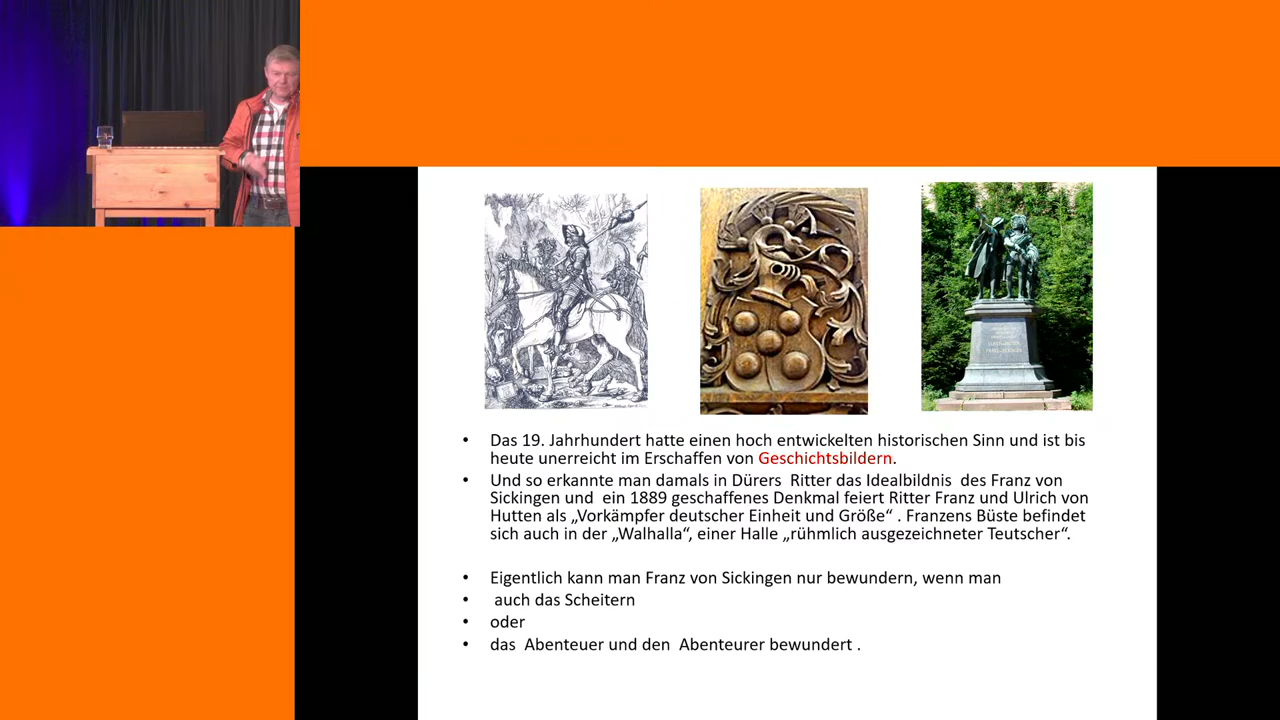 • Das 19. Jahrhundert hatte einen hoch entwickelten historischen Sinn und ist bis
heute unerreicht im Erschaffen von Geschichtsbildern.
• Und so erkannte man damals in Dürers Ritter das Idealbildnis des Franz von
Sickingen und ein 1889 geschaffenes Denkmal feiert Ritter Franz und Ulrich von
Hutten als „Vorkämpfer deutscher Einheit und Größe“ . Franzens Büste befindet
sich auch in der „Walhalla“, einer Halle „rühmlich ausgezeichneter Teutscher“.
• Eigentlich kann man Franz von Sickingen nur bewundern, wenn man
• auch das Scheitern
• oder
• das Abenteuer und den Abenteurer bewundert .